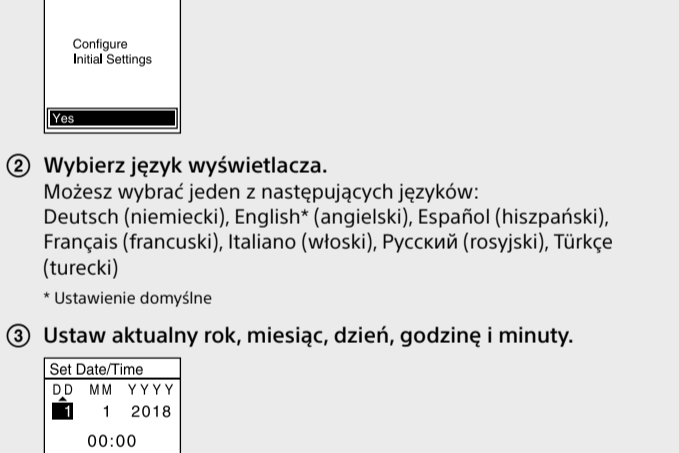 Configure
Initial Settings
Yes
② Wybierz język wyświetlacza.
Możesz wybrać jeden z następujących języków:
Deutsch (niemiecki), English* (angielski), Español (hiszpański),
Français (francuski), Italiano (włoski), Русский (rosyjski), Türkçe
(turecki)
* Ustawienie domyślne
③ Ustaw aktualny rok, miesiąc, dzień, godzinę i minuty.
Set Date/Time
DD MM YYYY
1 1 2018
00:00